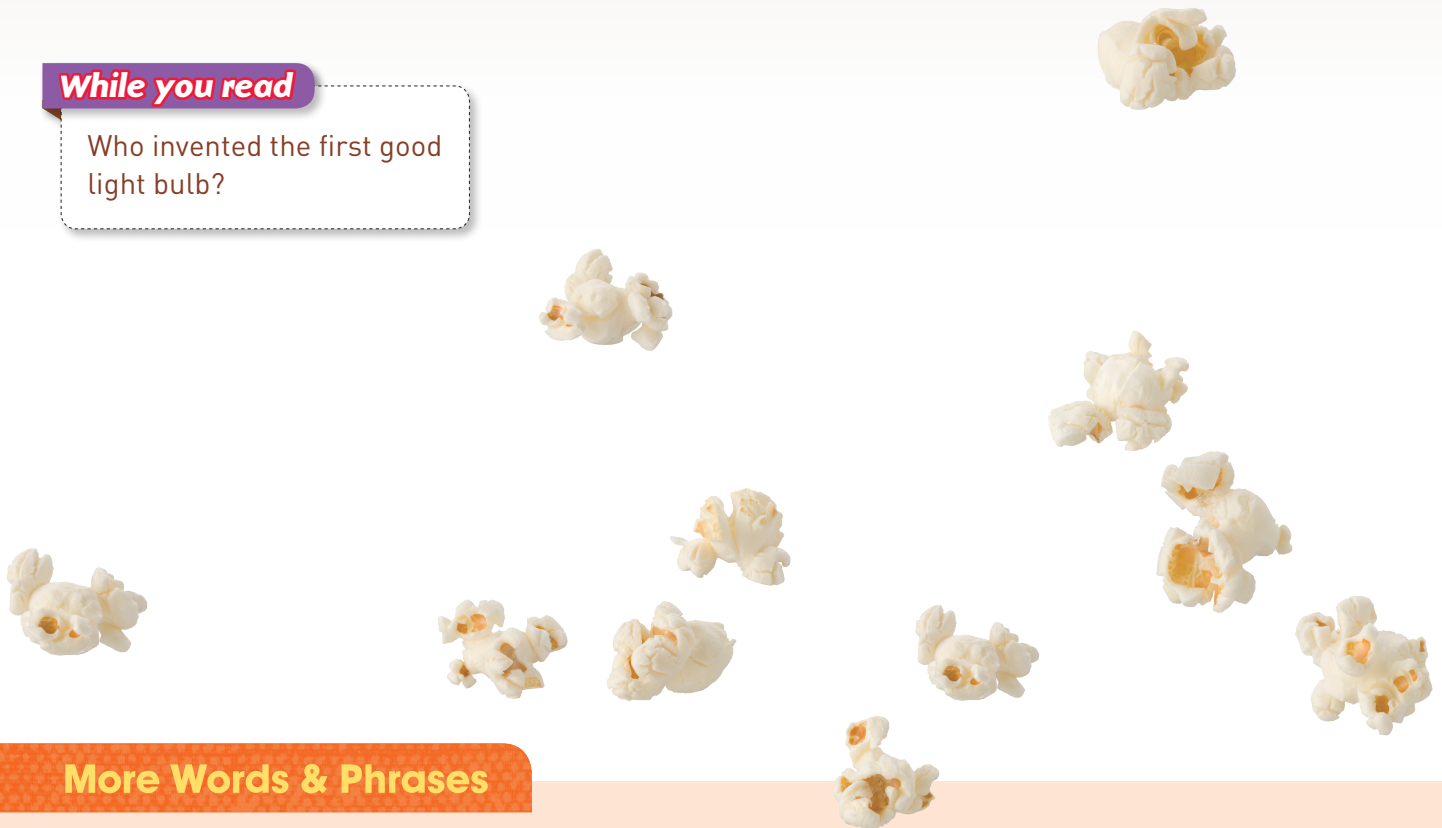 While you read
Who invented the first good
light bulb?
More Words & Phrases